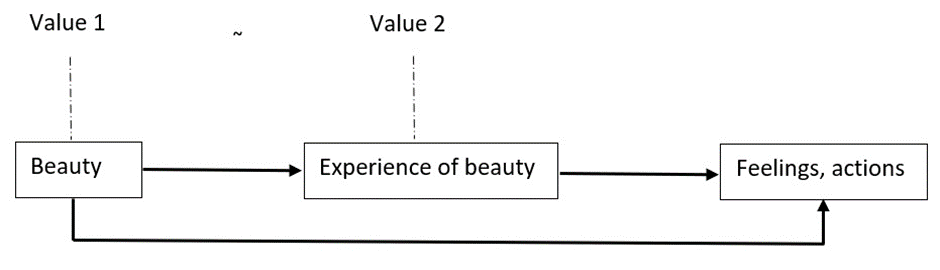 Value 1 ~ Value 2
Beauty Experience of beauty Feelings, actions